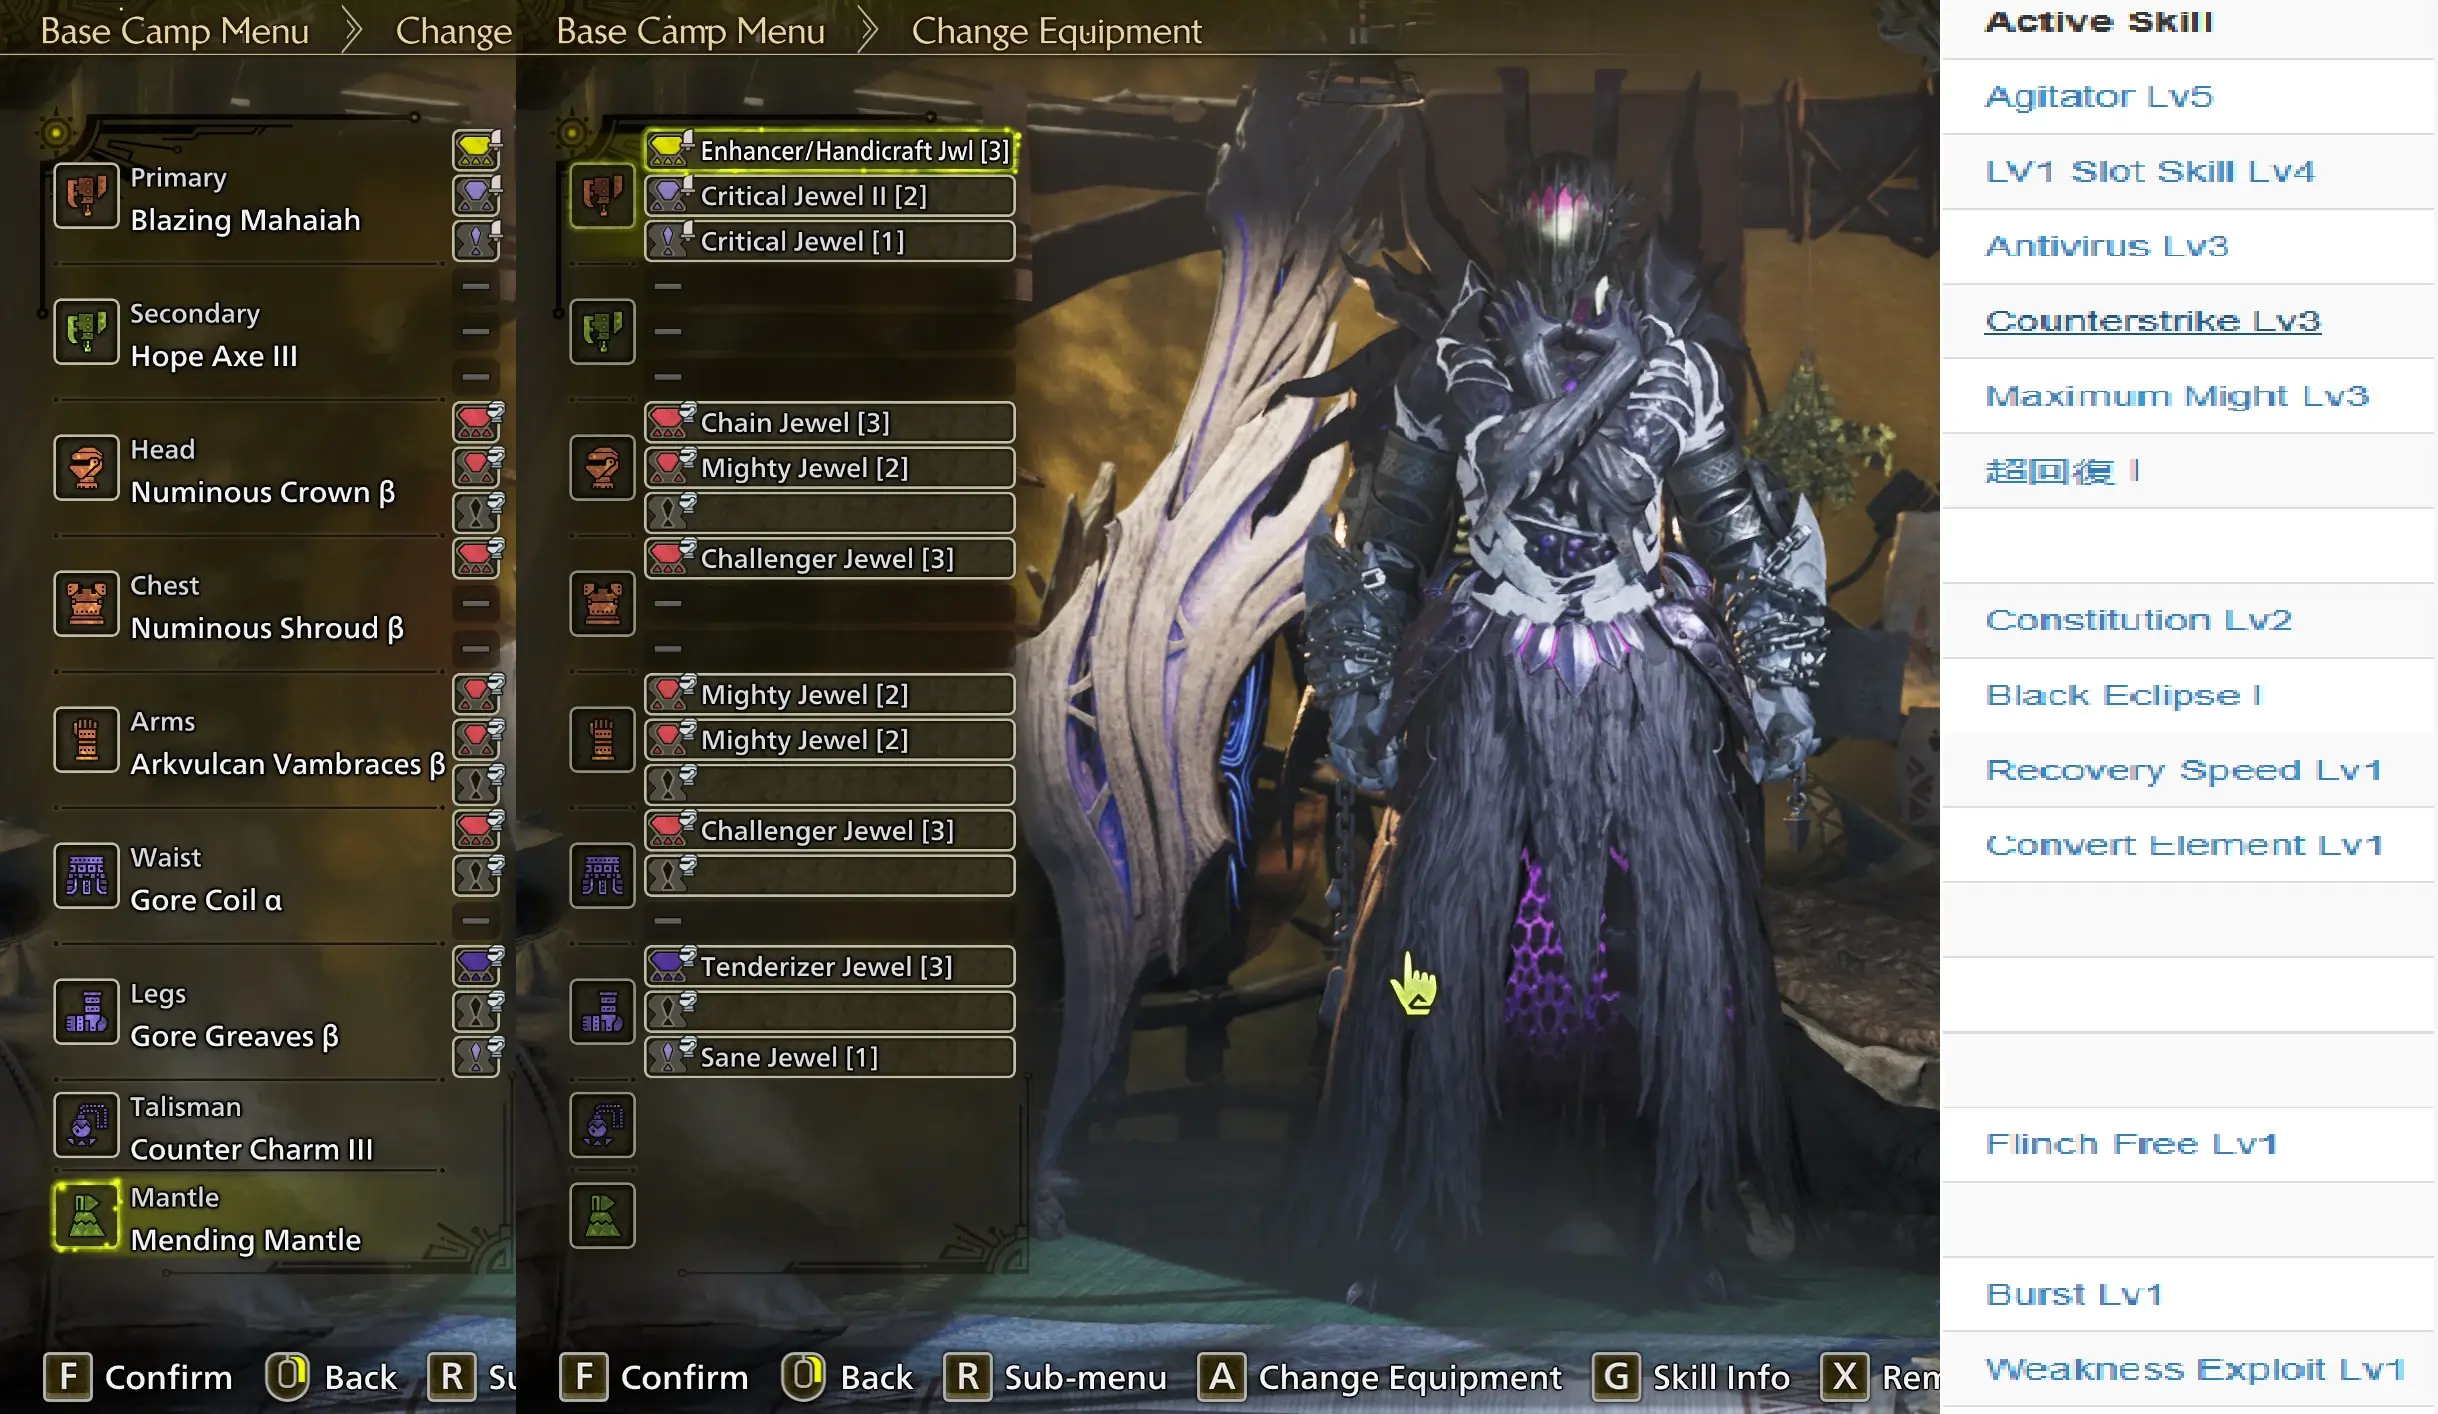 Base Camp Menu
Change
Primary
Blazing Mahaiah
Secondary
Hope Axe III
Head
Numinous Crown β
Chest
Numinous Shroud β
Arms
Arkvulcan Vambraces β
Waist
Gore Coil α
Legs
Gore Greaves β
Talisman
Counter Charm III
Mantle
Mending Mantle
F Confirm
Back
R Su
Base Camp Menu
Change Equipment
Enhancer/Handicraft Jwl [3]
Critical Jewel II [2]
Critical Jewel [1]
Chain Jewel [3]
Mighty Jewel [2]
Challenger Jewel [3]
Mighty Jewel [2]
Mighty Jewel [2]
Challenger Jewel [3]
Tenderizer Jewel [3]
Sane Jewel [1]
F Confirm
Back
R Sub-menu
A Change Equipment
G Skill Info
X Rem
Active Skill
Agitator Lv5
LV1 Slot Skill Lv4
Antivirus Lv3
Counterstrike Lv3
Maximum Might Lv3
超回復 I
Constitution Lv2
Black Eclipse I
Recovery Speed Lv1
Convert Element Lv1
Flinch Free Lv1
Burst Lv1
Weakness Exploit Lv1